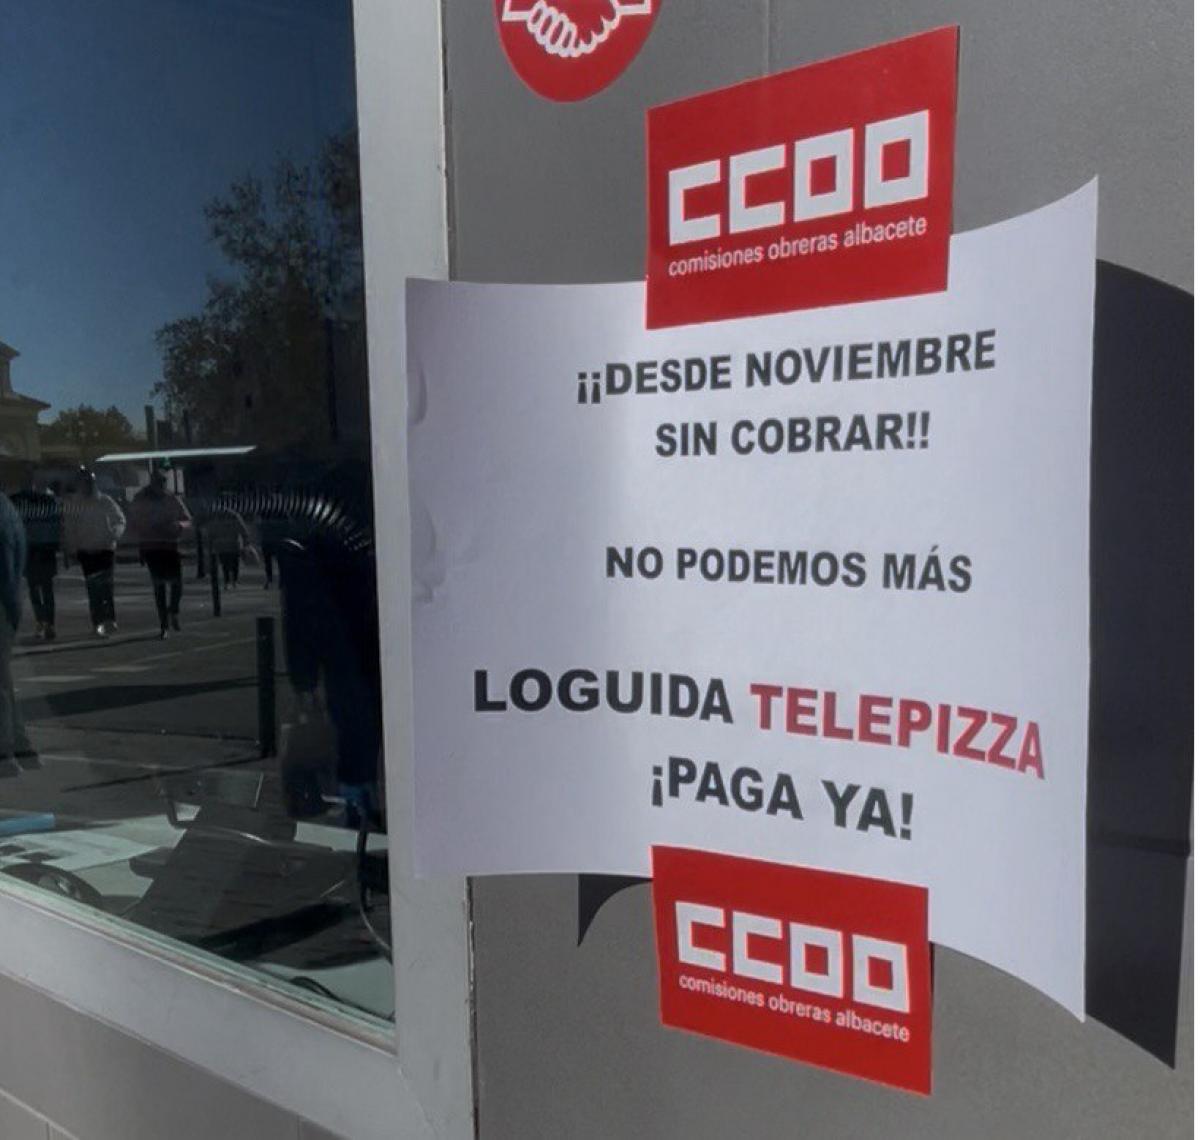 CCOO
comisiones obreras albacete
¡¡DESDE NOVIEMBRE
SIN COBRAR!!
NO PODEMOS MÁS
LOGUIDA TELEPIZZA
¡PAGA YA!
CCOO
comisiones obreras albacete